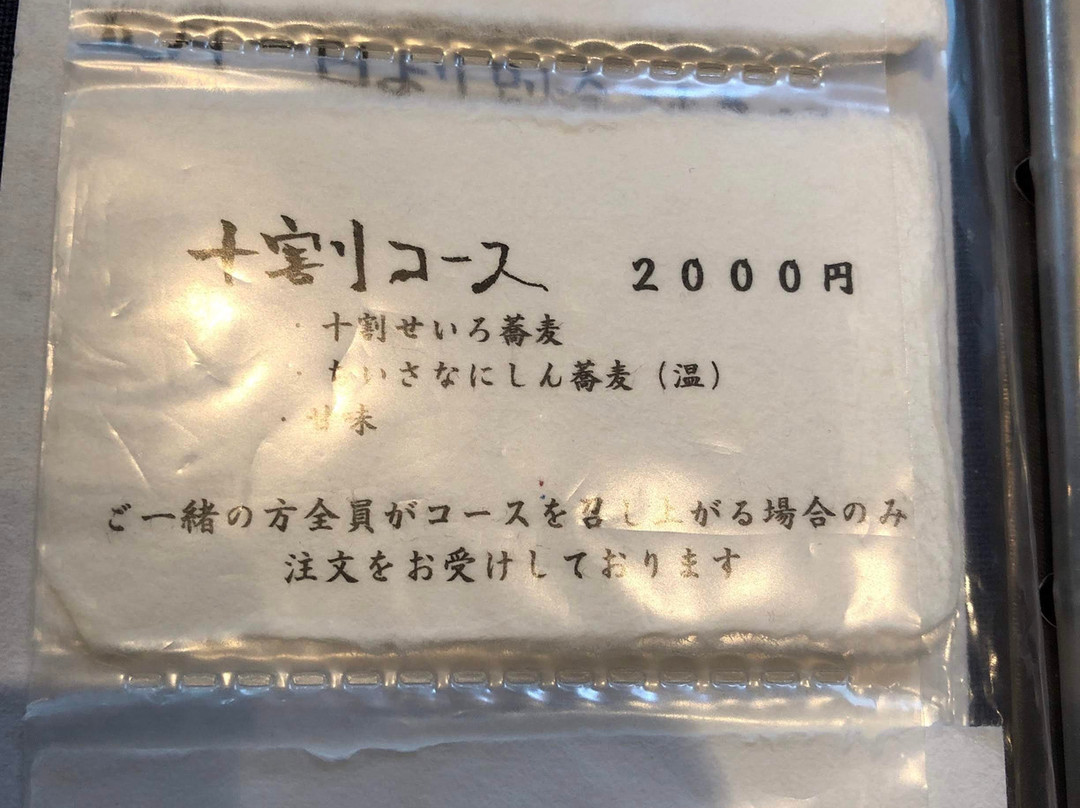 十割コース 2000円
・十割せいろ蕎麦
・ちいさなにしん蕎麦（温）
・甘味
ご一緒の方全員がコースを召し上がる場合のみ
注文をお受けしております